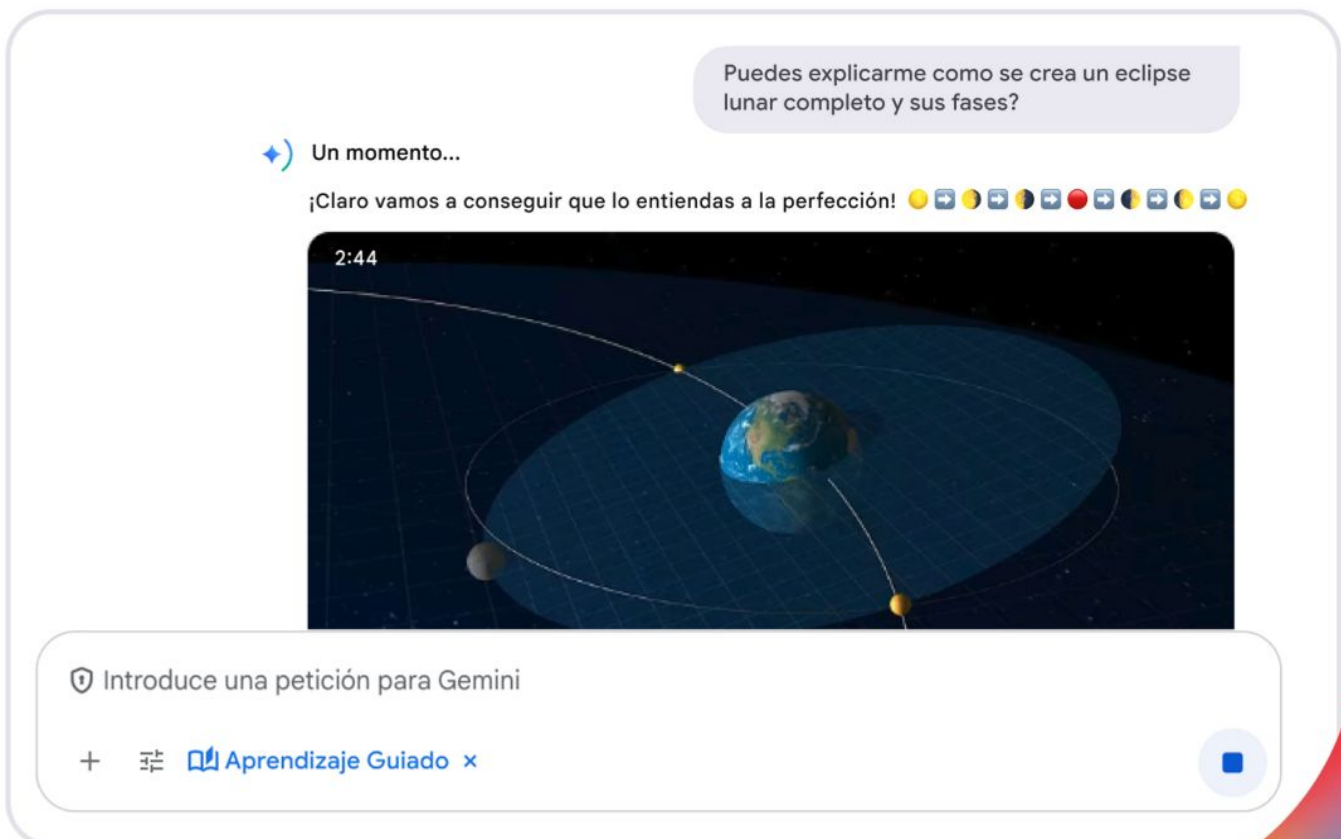 Puedes explicarme como se crea un eclipse
lunar completo y sus fases?
Un momento...
¡Claro vamos a conseguir que lo entiendas a la perfección! 🌕➡️🌖➡️🌗➡️🔴➡️🌓➡️🌔➡️🌕
2:44
Introduce una petición para Gemini
Aprendizaje Guiado ×